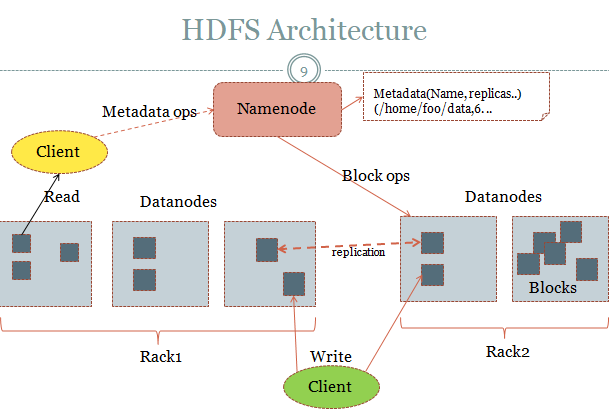 HDFS Architecture
9
Metadata(Name, replicas..)
(/home/foo/data,6...
Metadata ops
Namenode
Client
Block ops
Read
Datanodes
Datanodes
replication
Blocks
Rack1
Write
Rack2
Client